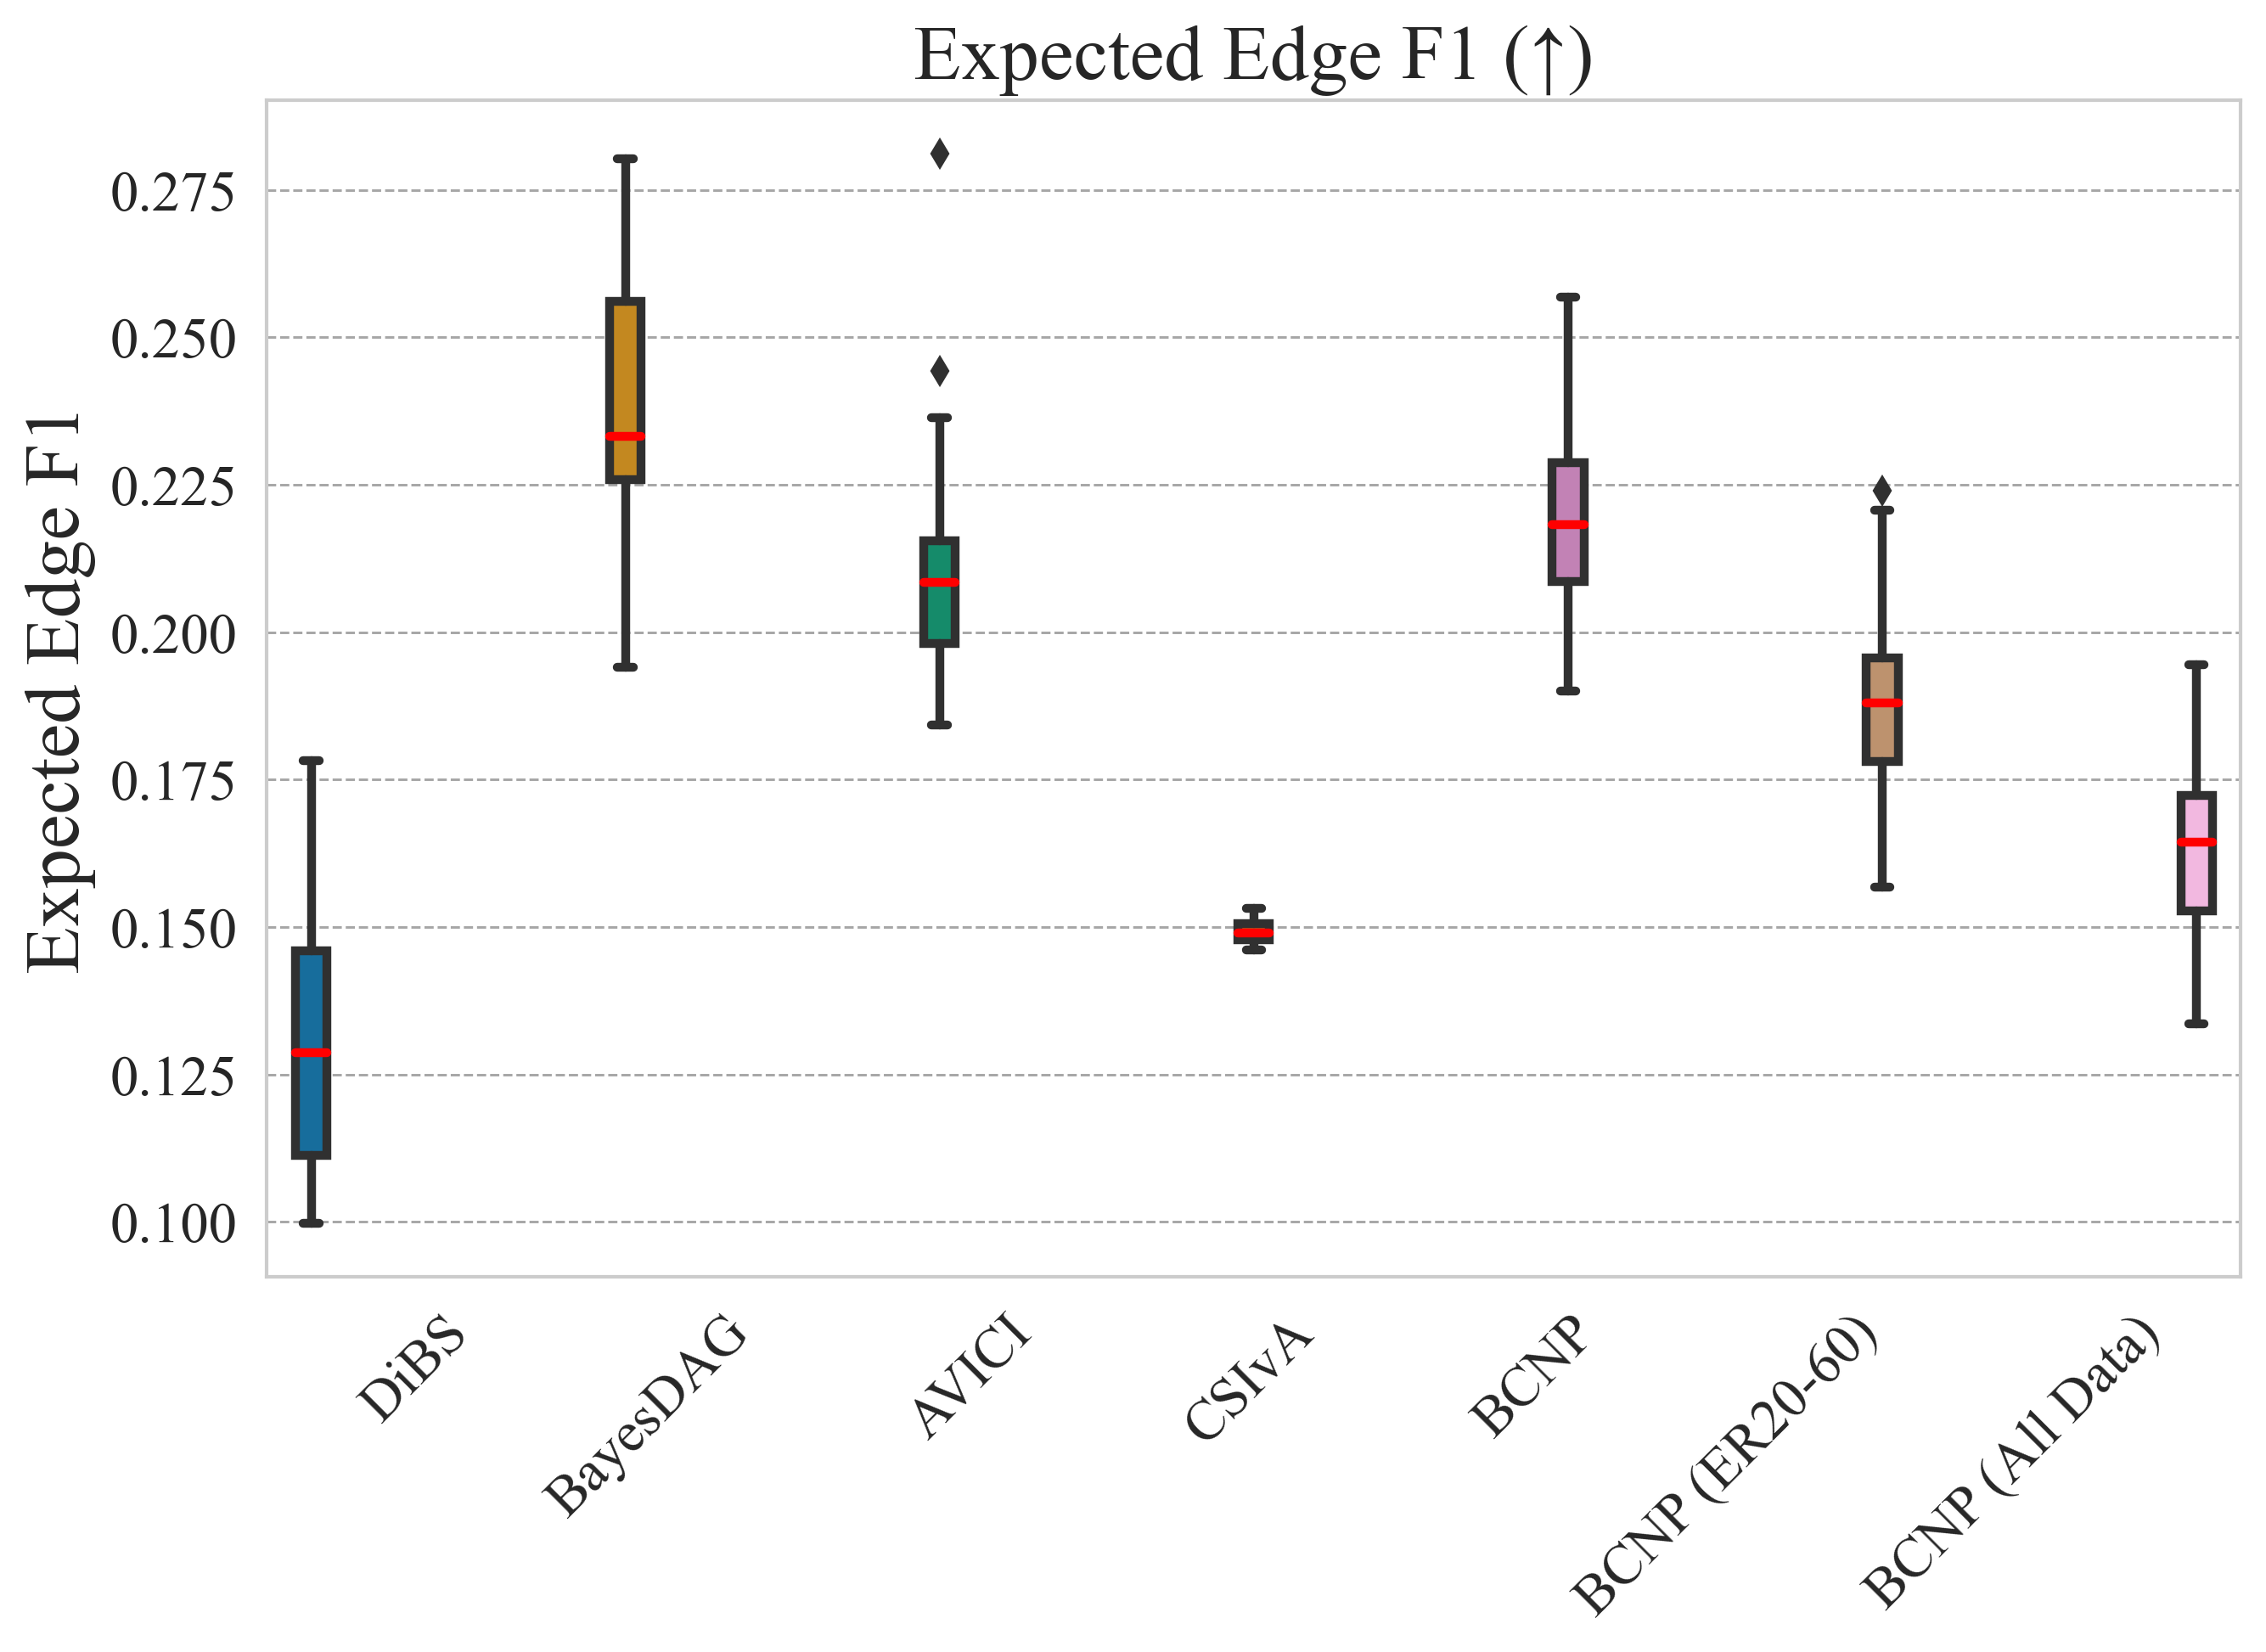 Expected Edge F1 (↑)
Expected Edge F1
0.275
0.250
0.225
0.200
0.175
0.150
0.125
0.100
DiBS
BayesDAG
AVICI
CSIvA
BCNP
BCNP (ER20-60)
BCNP (All Data)